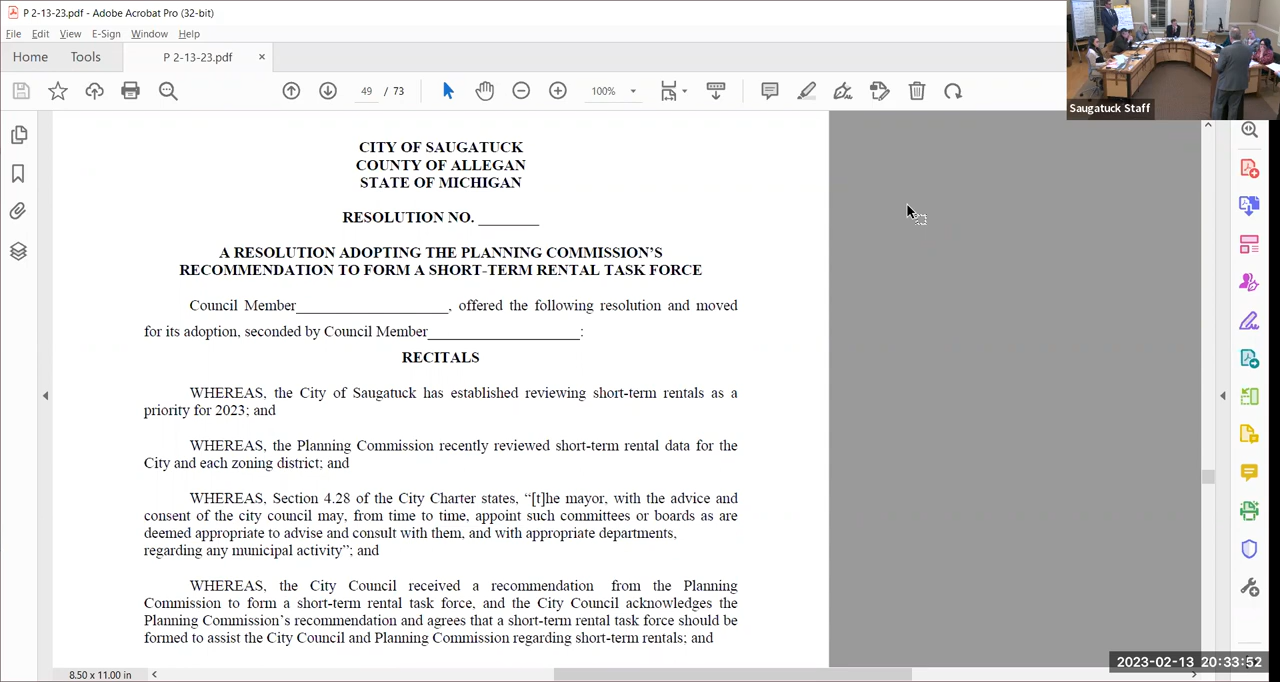 P 2-13-23.pdf - Adobe Acrobat Pro (32-bit)
File Edit View E-Sign Window Help
Home Tools P 2-13-23.pdf ×
49 / 73 100%
Saugatuck Staff
CITY OF SAUGATUCK
COUNTY OF ALLEGAN
STATE OF MICHIGAN
RESOLUTION NO. ________
A RESOLUTION ADOPTING THE PLANNING COMMISSION'S
RECOMMENDATION TO FORM A SHORT-TERM RENTAL TASK FORCE
Council Member____________________, offered the following resolution and moved
for its adoption, seconded by Council Member____________________:
RECITALS
WHEREAS, the City of Saugatuck has established reviewing short-term rentals as a
priority for 2023; and
WHEREAS, the Planning Commission recently reviewed short-term rental data for the
City and each zoning district; and
WHEREAS, Section 4.28 of the City Charter states, “[t]he mayor, with the advice and
consent of the city council may, from time to time, appoint such committees or boards as are
deemed appropriate to advise and consult with them, and with appropriate departments,
regarding any municipal activity”; and
WHEREAS, the City Council received a recommendation from the Planning
Commission to form a short-term rental task force, and the City Council acknowledges the
Planning Commission's recommendation and agrees that a short-term rental task force should be
formed to assist the City Council and Planning Commission regarding short-term rentals; and
8.50 x 11.00 in
2023-02-13 20:33:52